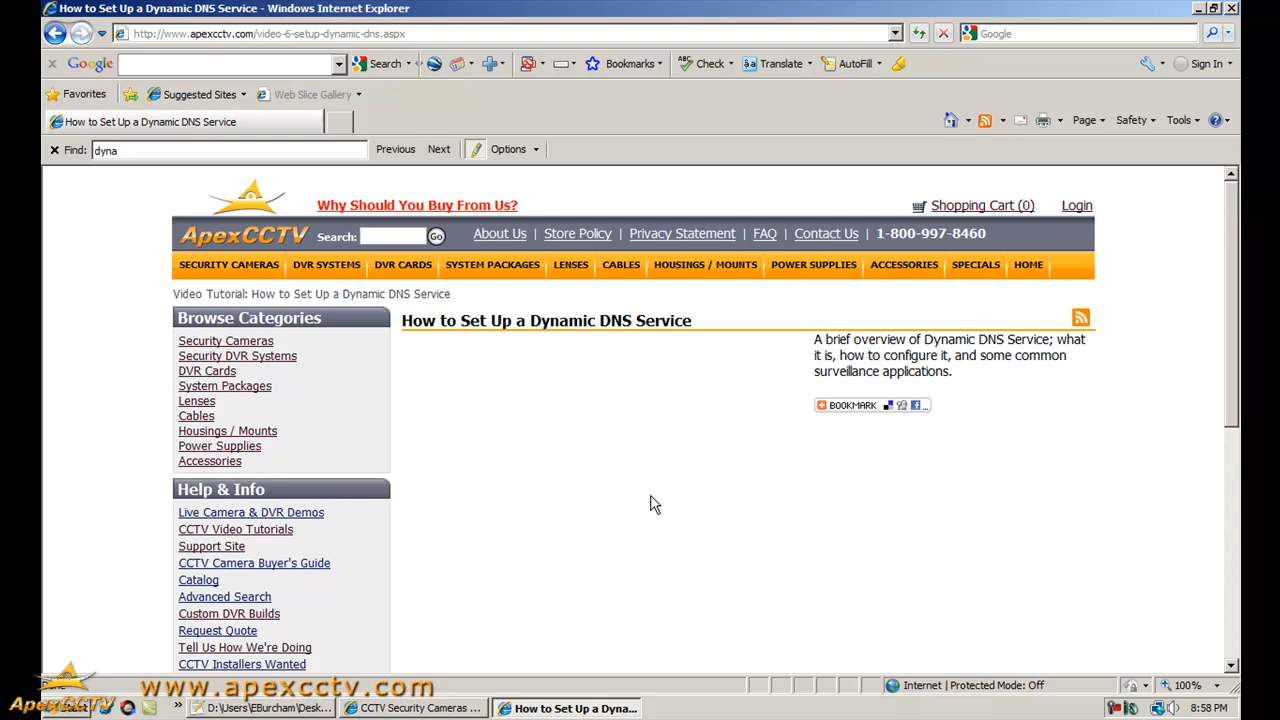 How to Set Up a Dynamic DNS Service - Windows Internet Explorer
http://www.apexcctv.com/video-6-setup-dynamic-dns.aspx
Google
Google
Search
Bookmarks
Check
Translate
AutoFill
Sign In
Favorites
Suggested Sites
Web Slice Gallery
How to Set Up a Dynamic DNS Service
Page
Safety
Tools
Find: dyna
Previous
Next
Options
Why Should You Buy From Us?
Shopping Cart (0)
Login
ApexCCTV
Search:
Go
About Us | Store Policy | Privacy Statement | FAQ | Contact Us | 1-800-997-8460
SECURITY CAMERAS
DVR SYSTEMS
DVR CARDS
SYSTEM PACKAGES
LENSES
CABLES
HOUSINGS / MOUNTS
POWER SUPPLIES
ACCESSORIES
SPECIALS
HOME
Video Tutorial: How to Set Up a Dynamic DNS Service
Browse Categories
Security Cameras
Security DVR Systems
DVR Cards
System Packages
Lenses
Cables
Housings / Mounts
Power Supplies
Accessories
How to Set Up a Dynamic DNS Service
A brief overview of Dynamic DNS Service; what
it is, how to configure it, and some common
surveillance applications.
BOOKMARK
Help & Info
Live Camera & DVR Demos
CCTV Video Tutorials
Support Site
CCTV Camera Buyer's Guide
Catalog
Advanced Search
Custom DVR Builds
Request Quote
Tell Us How We're Doing
CCTV Installers Wanted
Internet | Protected Mode: Off
100%
ApexCCTV
www.apexcctv.com
D:\Users\EBurcham\Desk...
CCTV Security Cameras ...
How to Set Up a Dyna...
8:58 PM